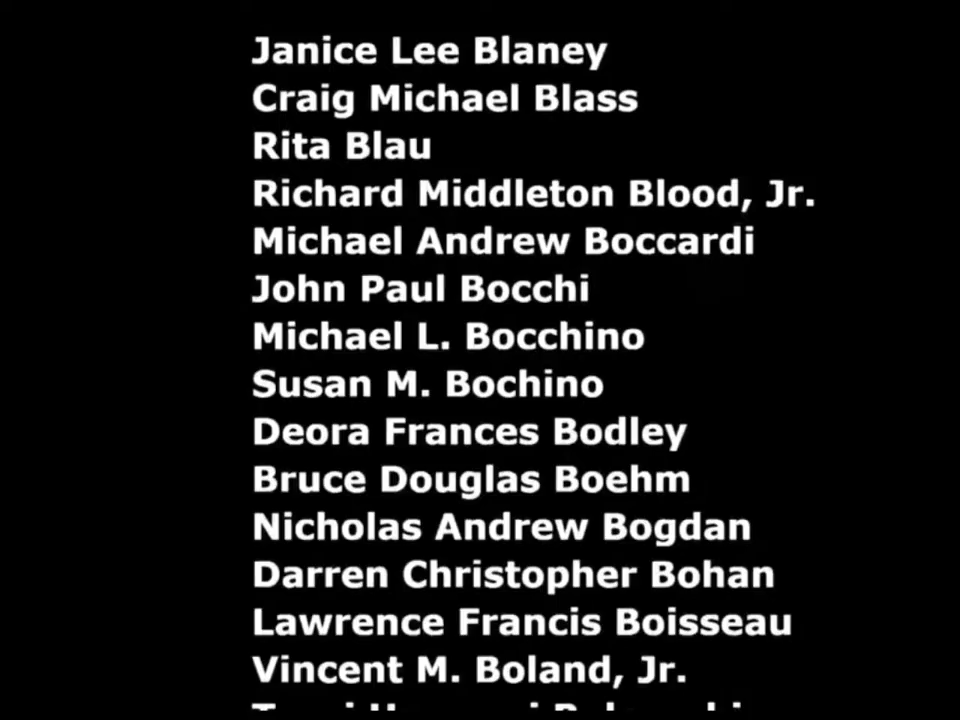 Janice Lee Blaney
Craig Michael Blass
Rita Blau
Richard Middleton Blood, Jr.
Michael Andrew Boccardi
John Paul Bocchi
Michael L. Bocchino
Susan M. Bochino
Deora Frances Bodley
Bruce Douglas Boehm
Nicholas Andrew Bogdan
Darren Christopher Bohan
Lawrence Francis Boisseau
Vincent M. Boland, Jr.